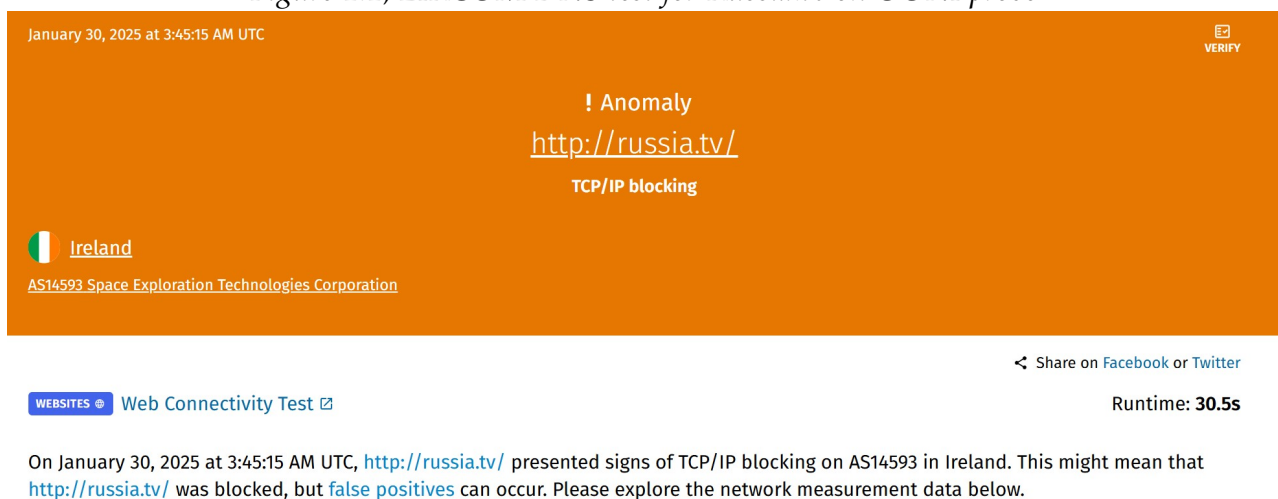 January 30, 2025 at 3:45:15 AM UTC
VERIFY
! Anomaly
http://russia.tv/
TCP/IP blocking
Ireland
AS14593 Space Exploration Technologies Corporation
Share on Facebook or Twitter
WEBSITES Web Connectivity Test
Runtime: 30.5s
On January 30, 2025 at 3:45:15 AM UTC, http://russia.tv/ presented signs of TCP/IP blocking on AS14593 in Ireland. This might mean that
http://russia.tv/ was blocked, but false positives can occur. Please explore the network measurement data below.